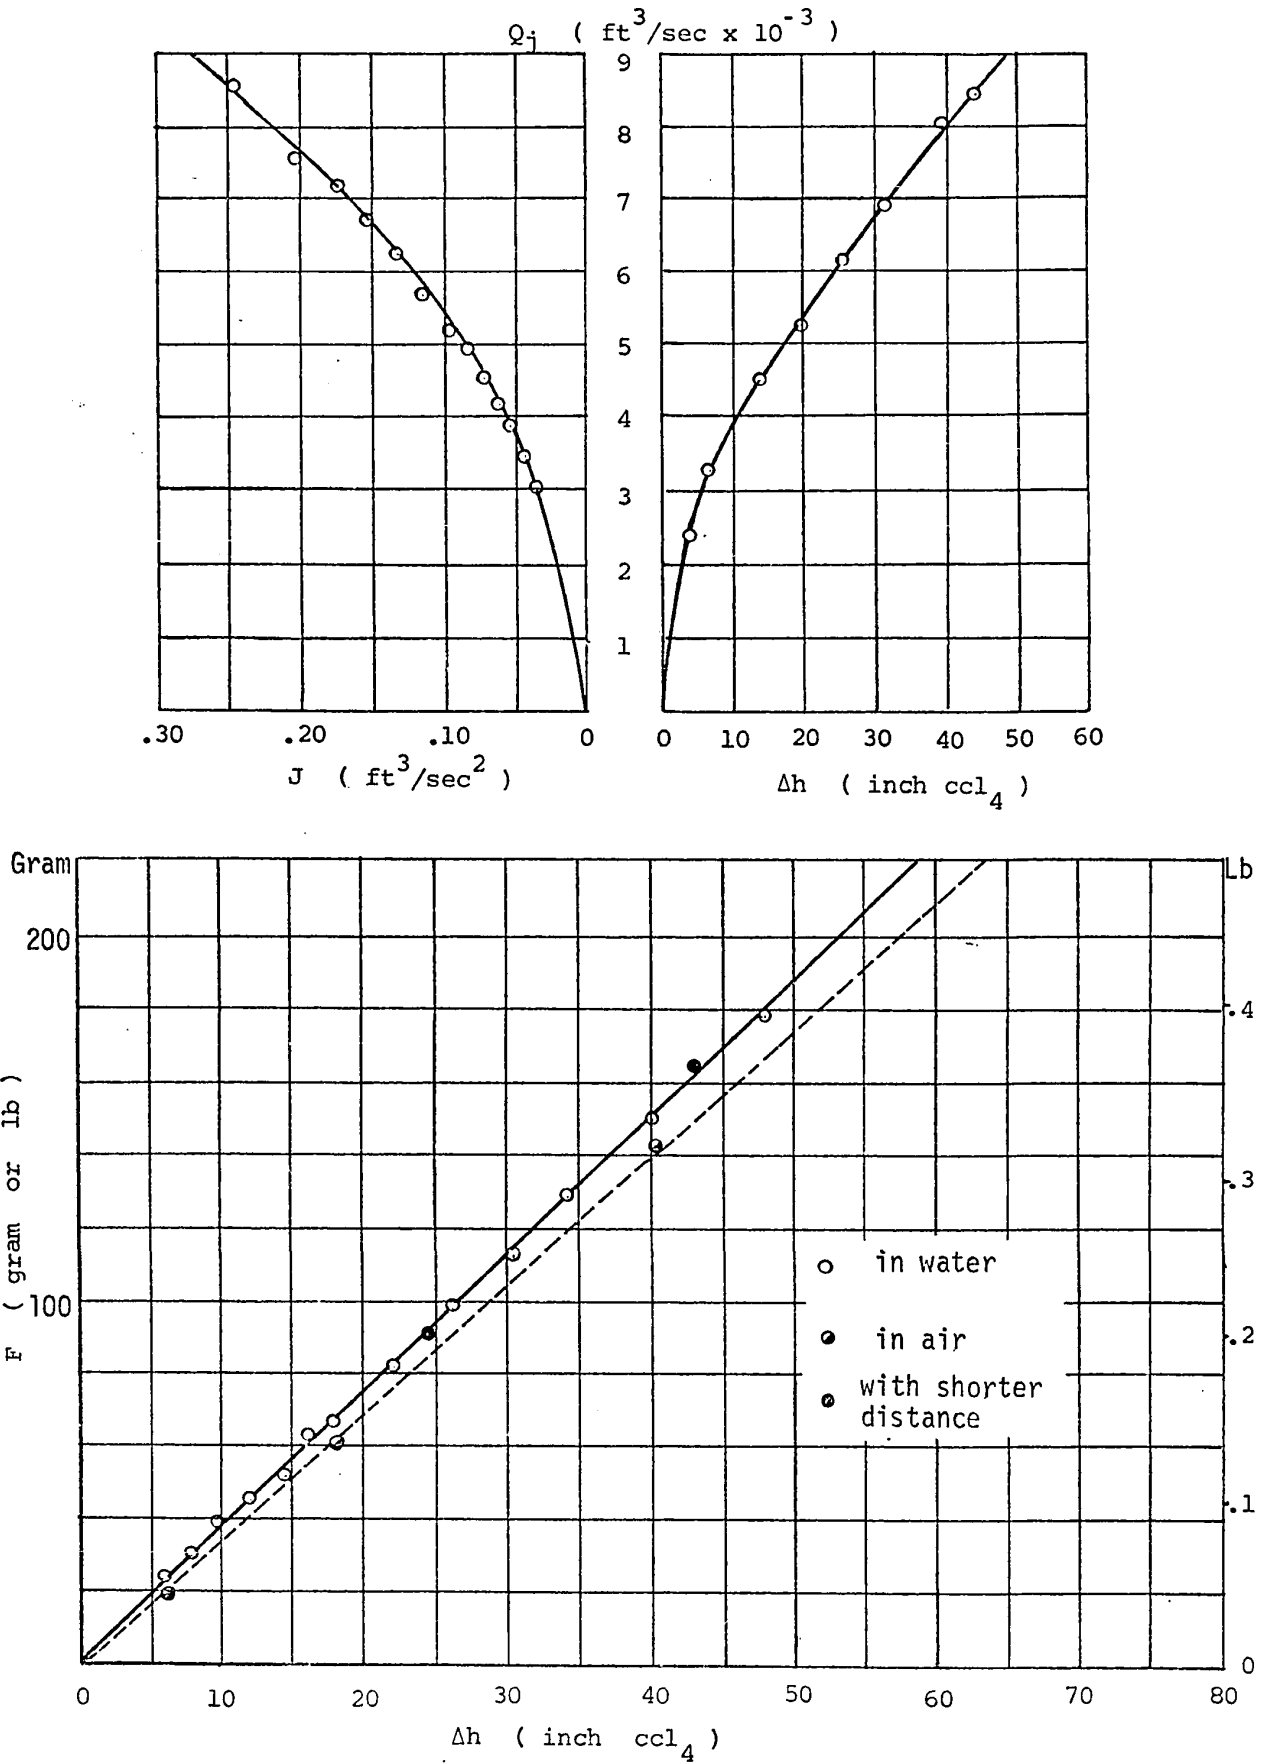 Qj ( ft3/sec x 10-3 )
9
8
7
6
5
4
3
2
1
.30 .20 .10 0
J ( ft3/sec2 )
0 10 20 30 40 50 60
Δh ( inch ccl4 )
Gram
200
100
F ( gram or lb )
Lb
.4
.3
.2
.1
0
in water
in air
with shorter
distance
0 10 20 30 40 50 60 70 80
Δh ( inch ccl4 )